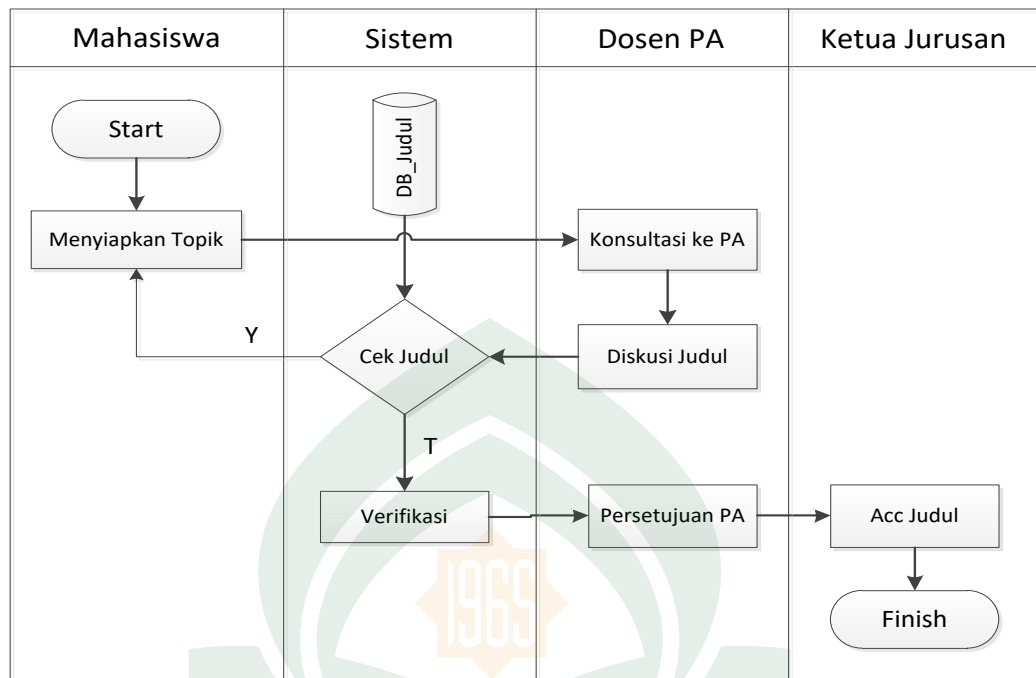 Mahasiswa
Sistem
Dosen PA
Ketua Jurusan
Start
DB_Judul
Menyiapkan Topik
Konsultasi ke PA
Y
Cek Judul
Diskusi Judul
T
Verifikasi
Persetujuan PA
Acc Judul
1965
Finish